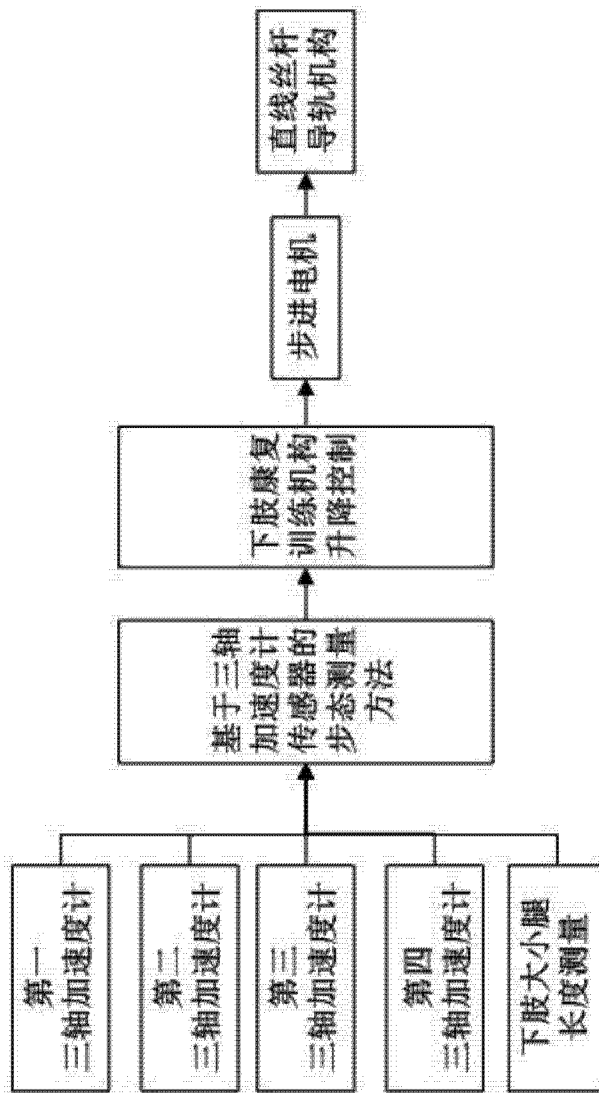 第一
三轴加速度计
第二
三轴加速度计
第三
三轴加速度计
第四
三轴加速度计
下肢大小腿
长度测量
基于三轴
加速度计
传感器的
步态测量
方法
下肢康复
训练机构
升降控制
步进电机
直线丝杆
导轨机构